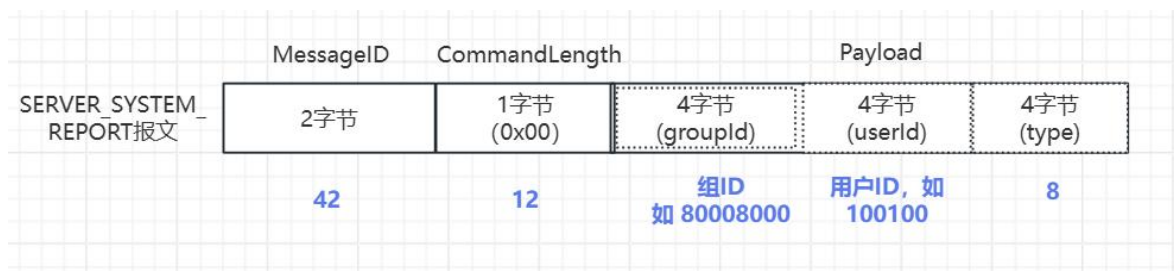 MessageID CommandLength Payload
SERVER_SYSTEM_
REPORT报文
2字节
1字节
(0x00)
4字节
(groupId)
4字节
(userId)
4字节
(type)
42
12
组ID
如 80008000
用户ID，如
100100
8